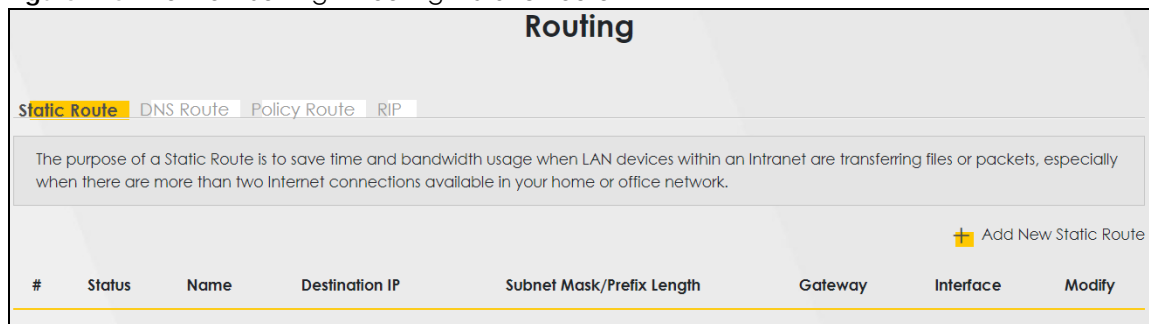 Routing
Static Route DNS Route Policy Route RIP
The purpose of a Static Route is to save time and bandwidth usage when LAN devices within an Intranet are transferring files or packets, especially
when there are more than two Internet connections available in your home or office network.
+ Add New Static Route
# Status Name Destination IP Subnet Mask/Prefix Length Gateway Interface Modify